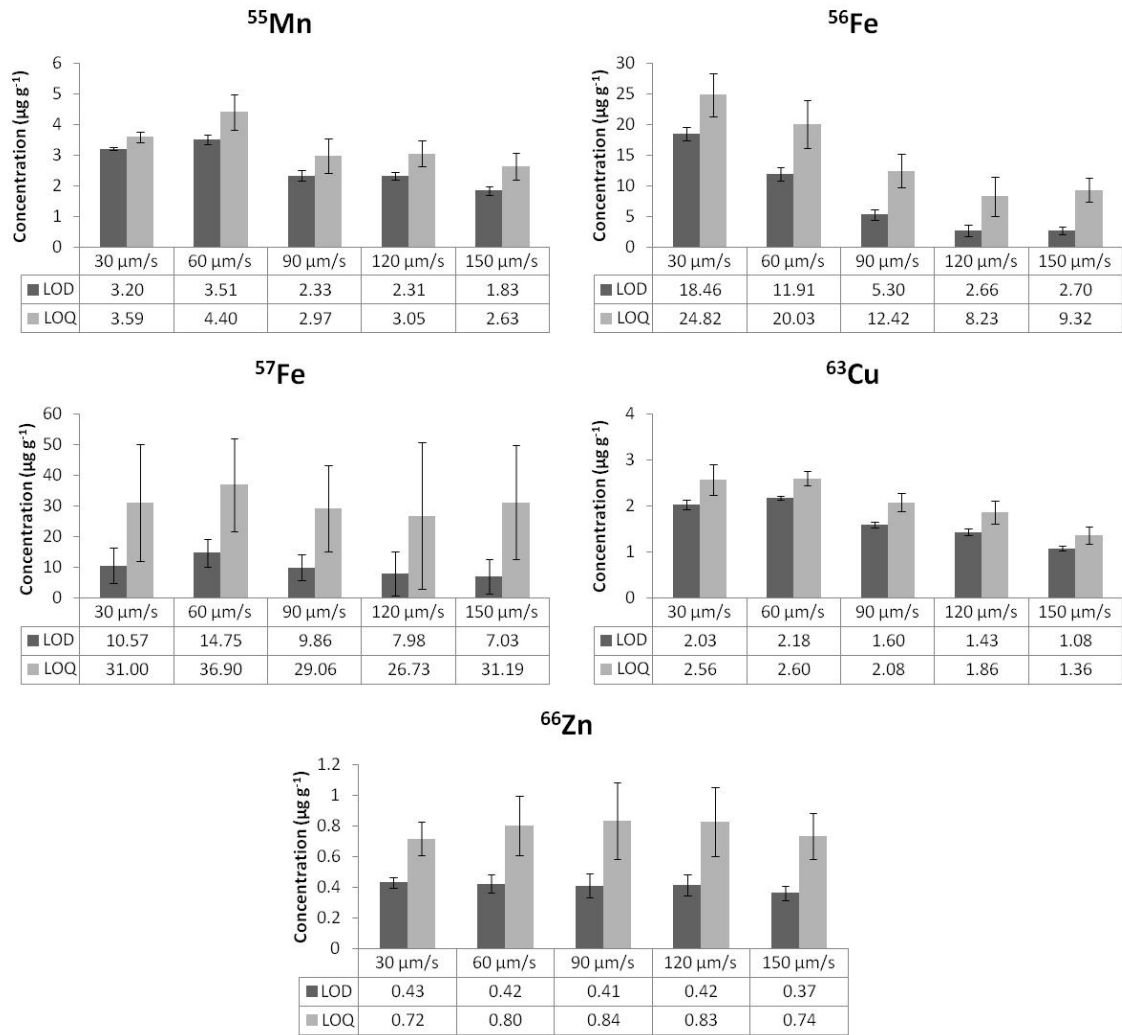 ⁵⁵Mn
Concentration (µg g⁻¹)
6
5
4
3
2
1
0
30 µm/s 60 µm/s 90 µm/s 120 µm/s 150 µm/s
LOD 3.20 3.51 2.33 2.31 1.83
LOQ 3.59 4.40 2.97 3.05 2.63
⁵⁶Fe
Concentration (µg g⁻¹)
30
25
20
15
10
5
0
30 µm/s 60 µm/s 90 µm/s 120 µm/s 150 µm/s
LOD 18.46 11.91 5.30 2.66 2.70
LOQ 24.82 20.03 12.42 8.23 9.32
⁵⁷Fe
Concentration (µg g⁻¹)
60
50
40
30
20
10
0
30 µm/s 60 µm/s 90 µm/s 120 µm/s 150 µm/s
LOD 10.57 14.75 9.86 7.98 7.03
LOQ 31.00 36.90 29.06 26.73 31.19
⁶³Cu
Concentration (µg g⁻¹)
4
3
2
1
0
30 µm/s 60 µm/s 90 µm/s 120 µm/s 150 µm/s
LOD 2.03 2.18 1.60 1.43 1.08
LOQ 2.56 2.60 2.08 1.86 1.36
⁶⁶Zn
Concentration (µg g⁻¹)
1.2
1
0.8
0.6
0.4
0.2
0
30 µm/s 60 µm/s 90 µm/s 120 µm/s 150 µm/s
LOD 0.43 0.42 0.41 0.42 0.37
LOQ 0.72 0.80 0.84 0.83 0.74